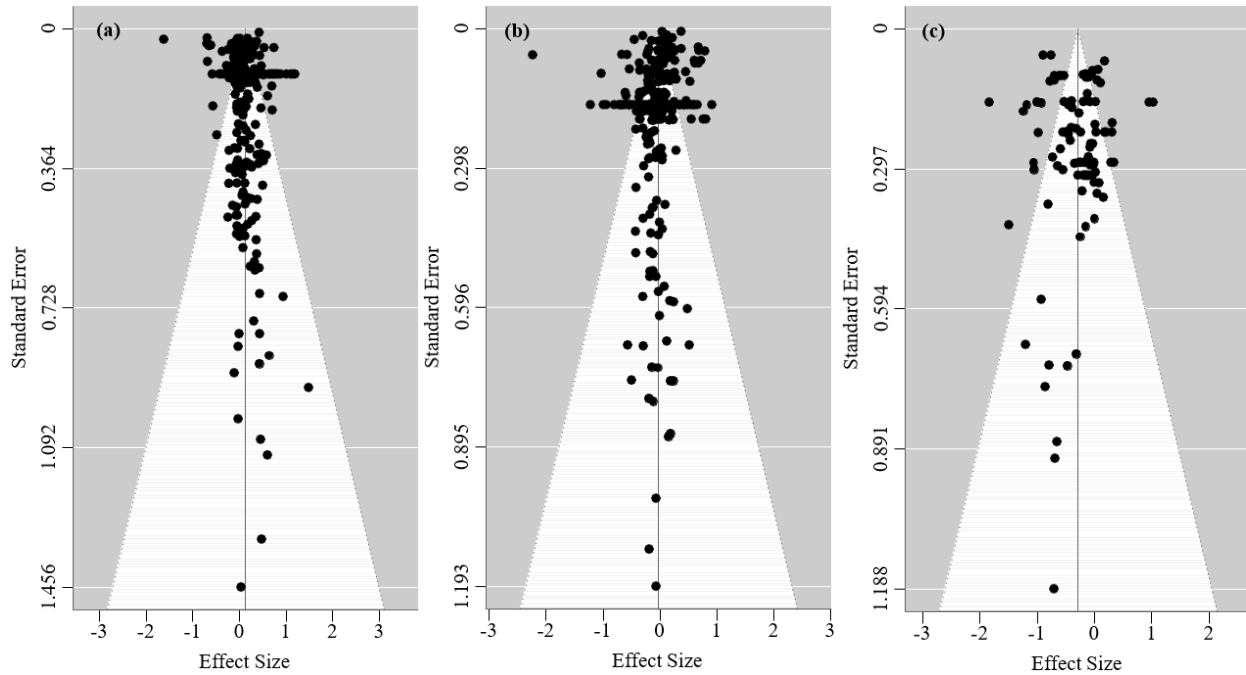 (a)
0
0.364
0.728
1.092
1.456
Standard Error
-3 -2 -1 0 1 2 3
Effect Size
(b)
0
0.298
0.596
0.895
1.193
Standard Error
-3 -2 -1 0 1 2 3
Effect Size
(c)
0
0.297
0.594
0.891
1.188
Standard Error
-3 -2 -1 0 1 2
Effect Size